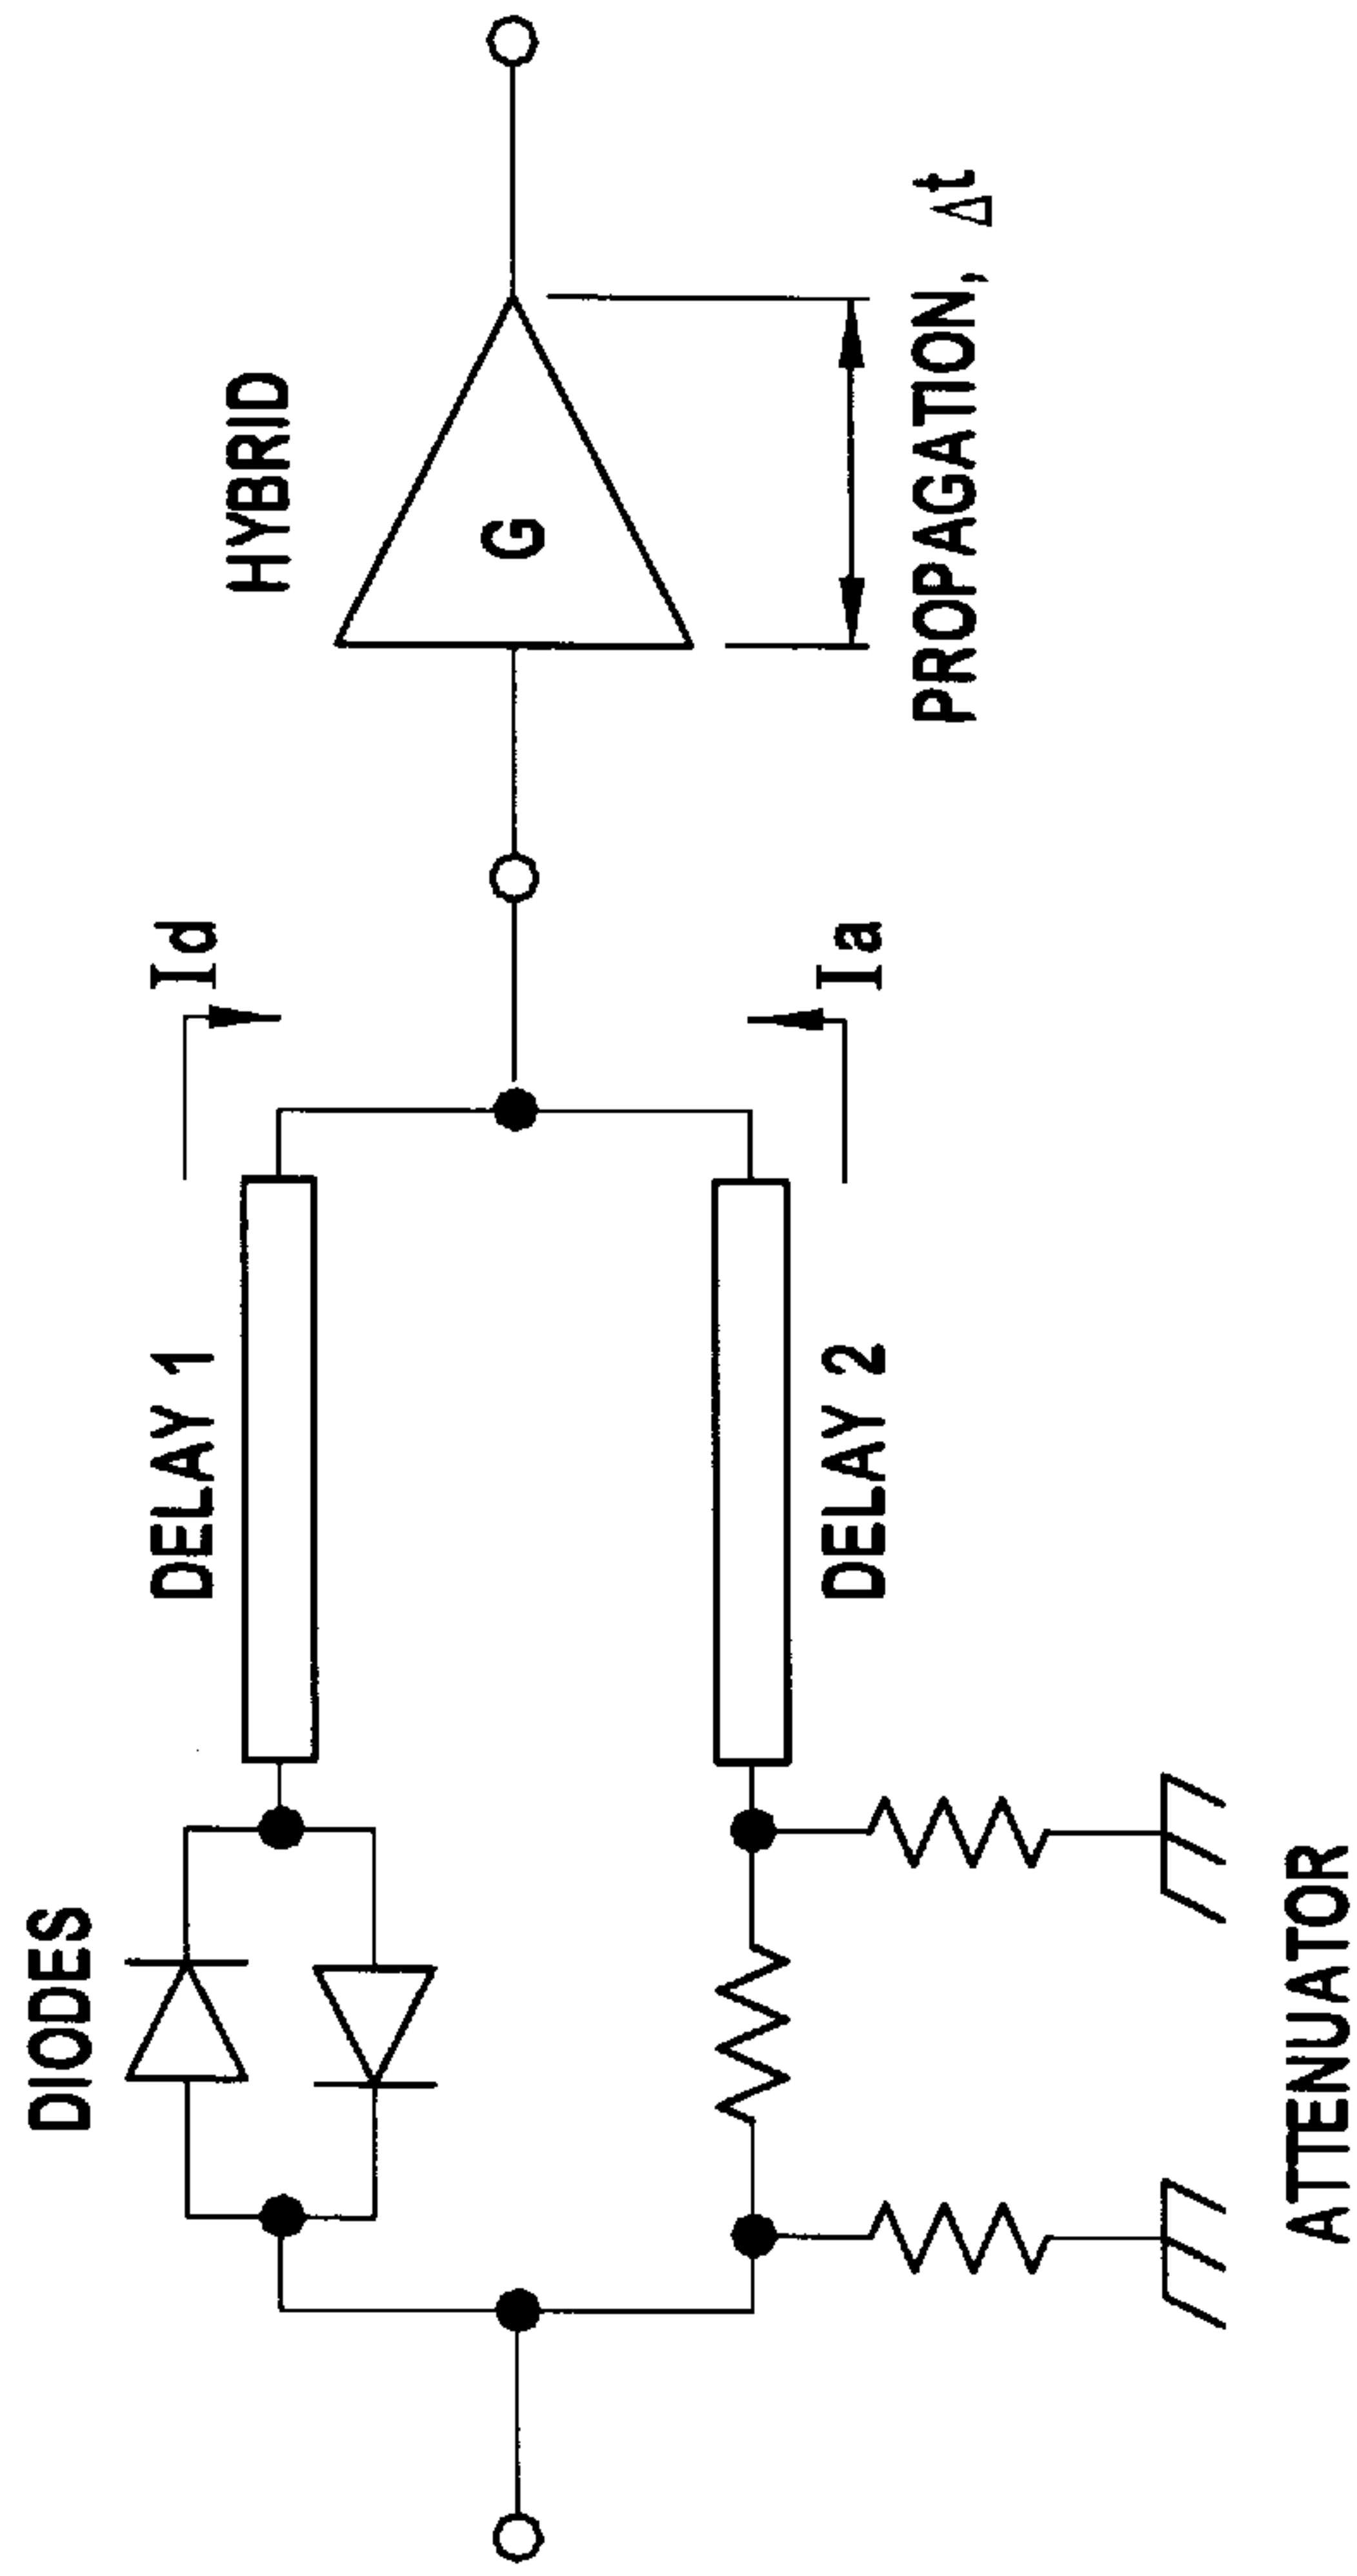 DIODES
DELAY 1
Id
HYBRID
G
DELAY 2
Ia
PROPAGATION, Δt
ATTENUATOR